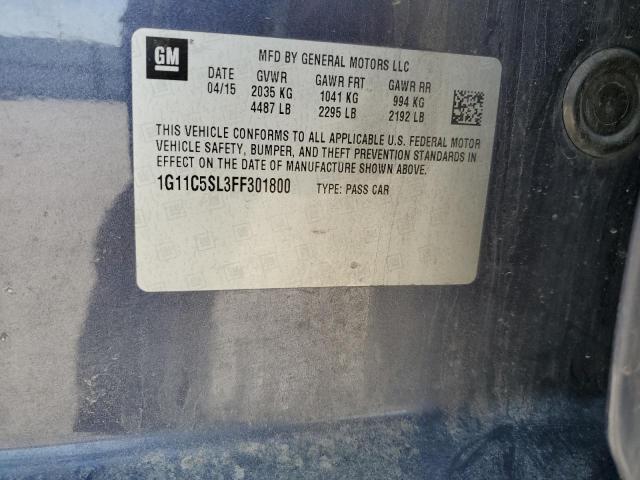 GM
MFD BY GENERAL MOTORS LLC
DATE GVWR GAWR FRT GAWR RR
04/15 2035 KG 1041 KG 994 KG
4487 LB 2295 LB 2192 LB
THIS VEHICLE CONFORMS TO ALL APPLICABLE U.S. FEDERAL MOTOR
VEHICLE SAFETY, BUMPER, AND THEFT PREVENTION STANDARDS IN
EFFECT ON THE DATE OF MANUFACTURE SHOWN ABOVE.
1G11C5SL3FF301800 TYPE: PASS CAR